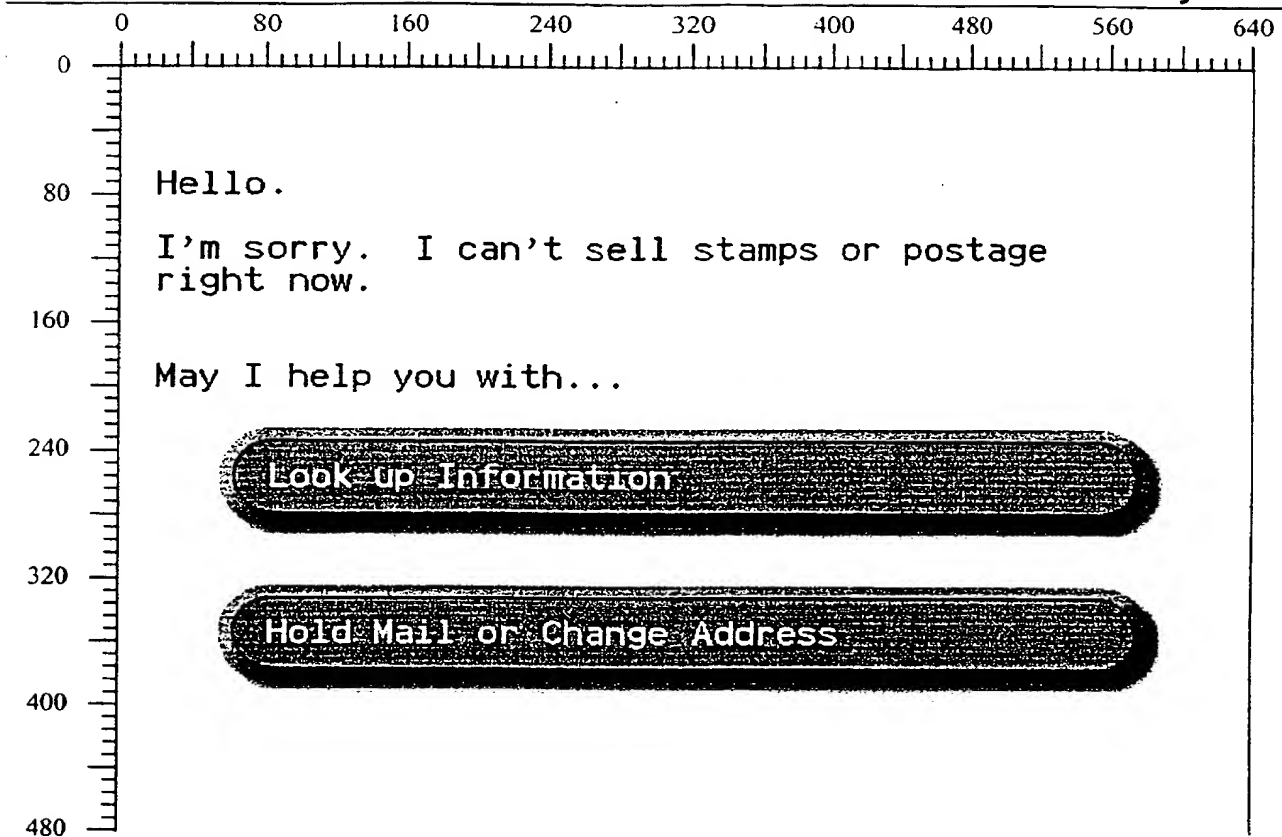 0 80 160 240 320 400 480 560 640
0
Hello.
80
I'm sorry.  I can't sell stamps or postage
right now.
160
May I help you with...
240
Look up Information
320
Hold Mail or Change Address
400
480